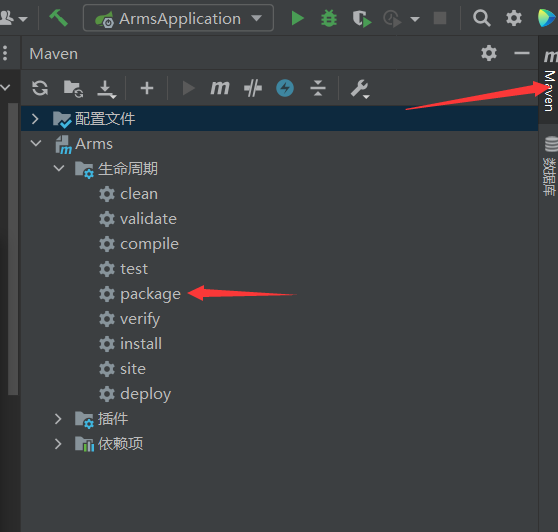 ArmsApplication
Maven
配置文件
Arms
生命周期
clean
validate
compile
test
package
verify
install
site
deploy
插件
依赖项
Maven
数据库